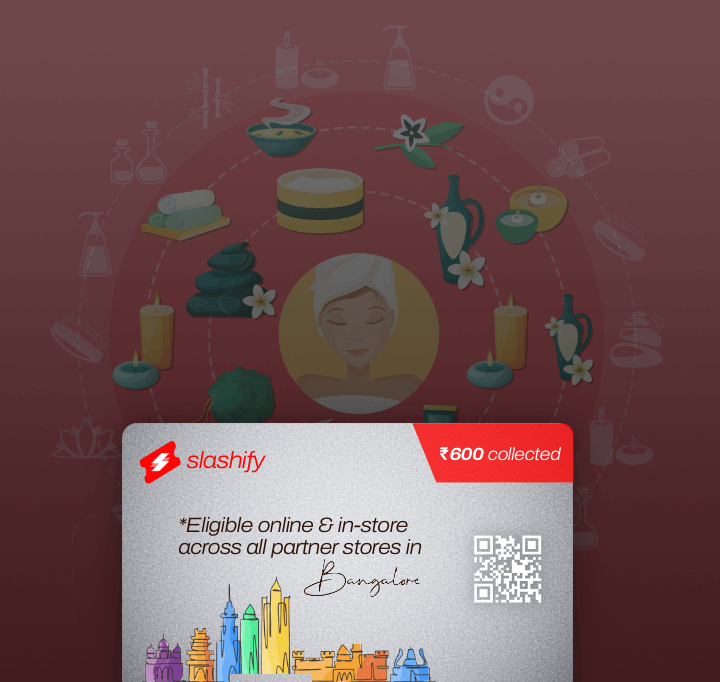 slashify
₹600 collected
*Eligible online & in-store
across all partner stores in
Bangalore